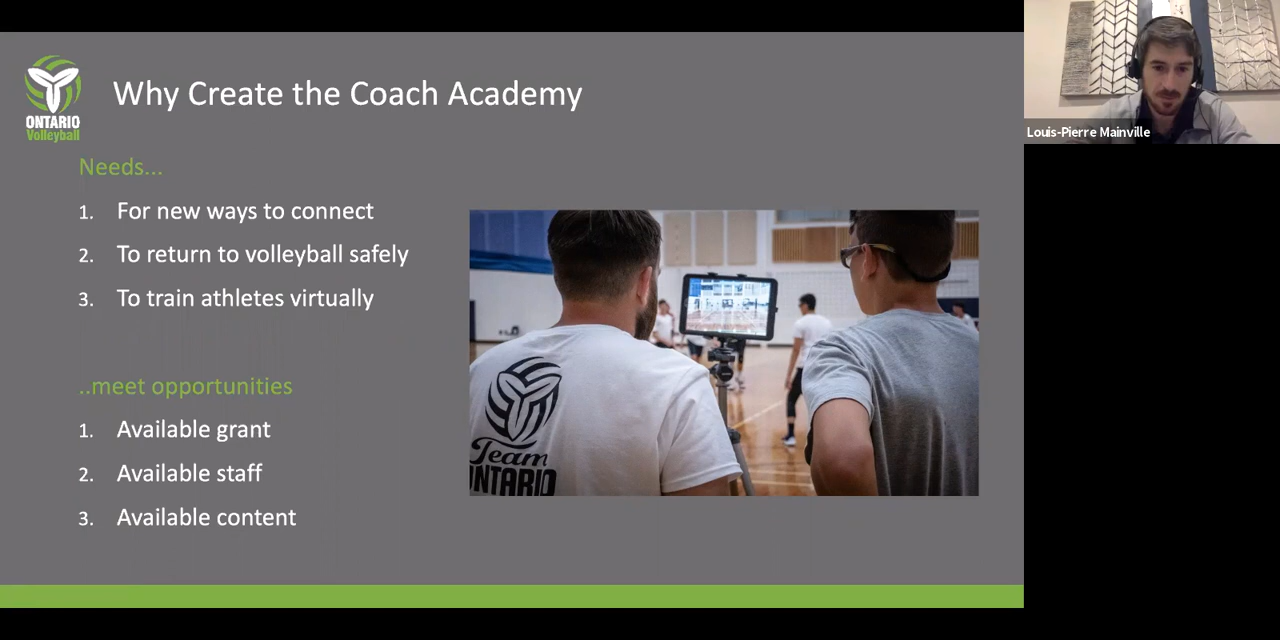 Why Create the Coach Academy
ONTARIO
Volleyball
Needs...
1. For new ways to connect
2. To return to volleyball safely
3. To train athletes virtually
..meet opportunities
1. Available grant
2. Available staff
3. Available content
Team
ONTARIO
Louis-Pierre Mainville